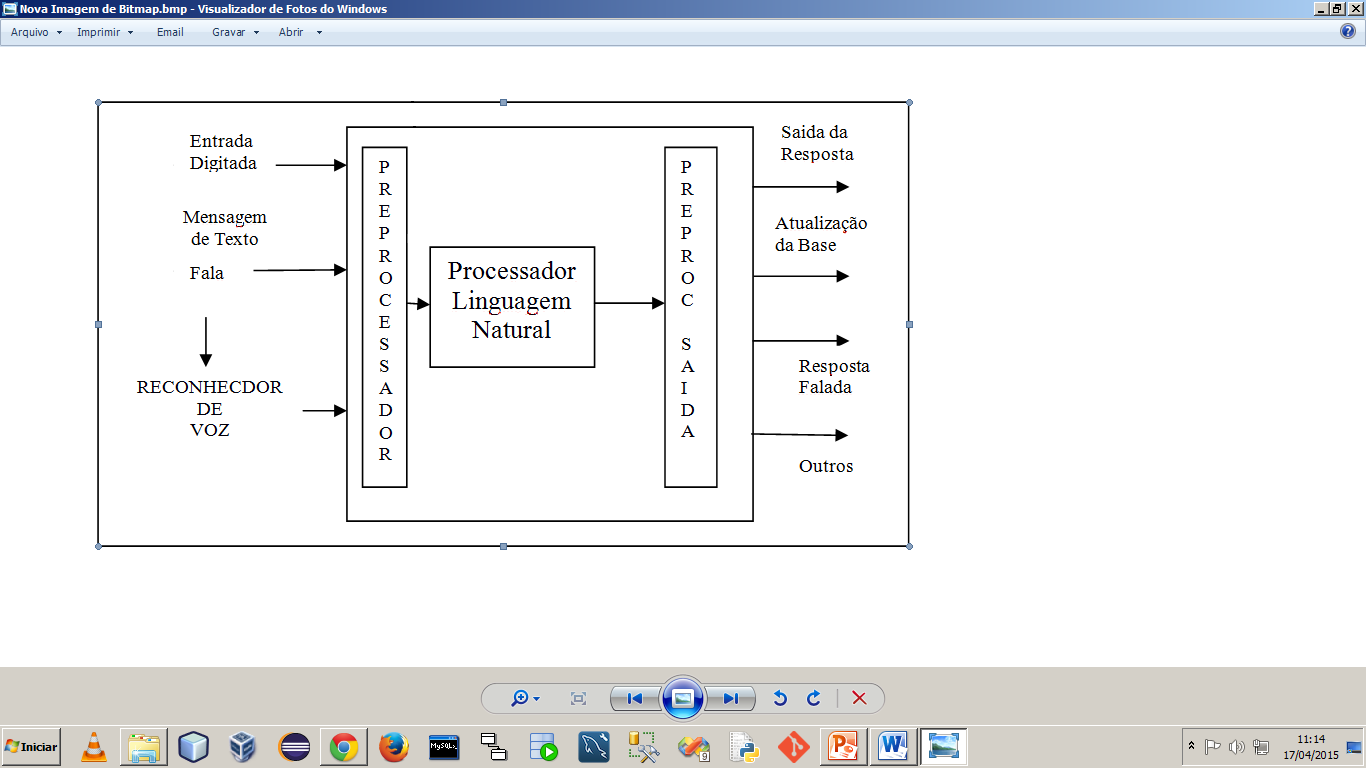 Nova Imagem de Bitmap.bmp - Visualizador de Fotos do Windows
Arquivo Imprimir Email Gravar Abrir
Entrada
Digitada
Mensagem
de Texto
Fala
RECONHECDOR
DE
VOZ
P
R
E
P
R
O
C
E
S
S
A
D
O
R
Processador
Linguagem
Natural
P
R
E
P
R
O
C
S
A
I
D
A
Saida da
Resposta
Atualização
da Base
Resposta
Falada
Outros
Iniciar
MySQL
9
11:14
17/04/2015